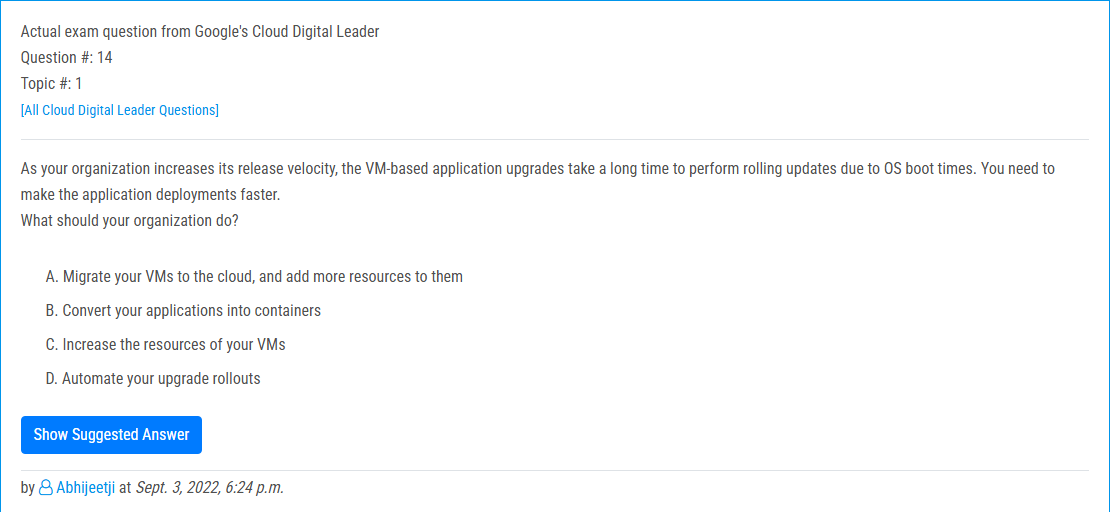 Actual exam question from Google's Cloud Digital Leader
Question #: 14
Topic #: 1
[All Cloud Digital Leader Questions]
As your organization increases its release velocity, the VM-based application upgrades take a long time to perform rolling updates due to OS boot times. You need to
make the application deployments faster.
What should your organization do?
A. Migrate your VMs to the cloud, and add more resources to them
B. Convert your applications into containers
C. Increase the resources of your VMs
D. Automate your upgrade rollouts
Show Suggested Answer
by Abhijeetji at Sept. 3, 2022, 6:24 p.m.